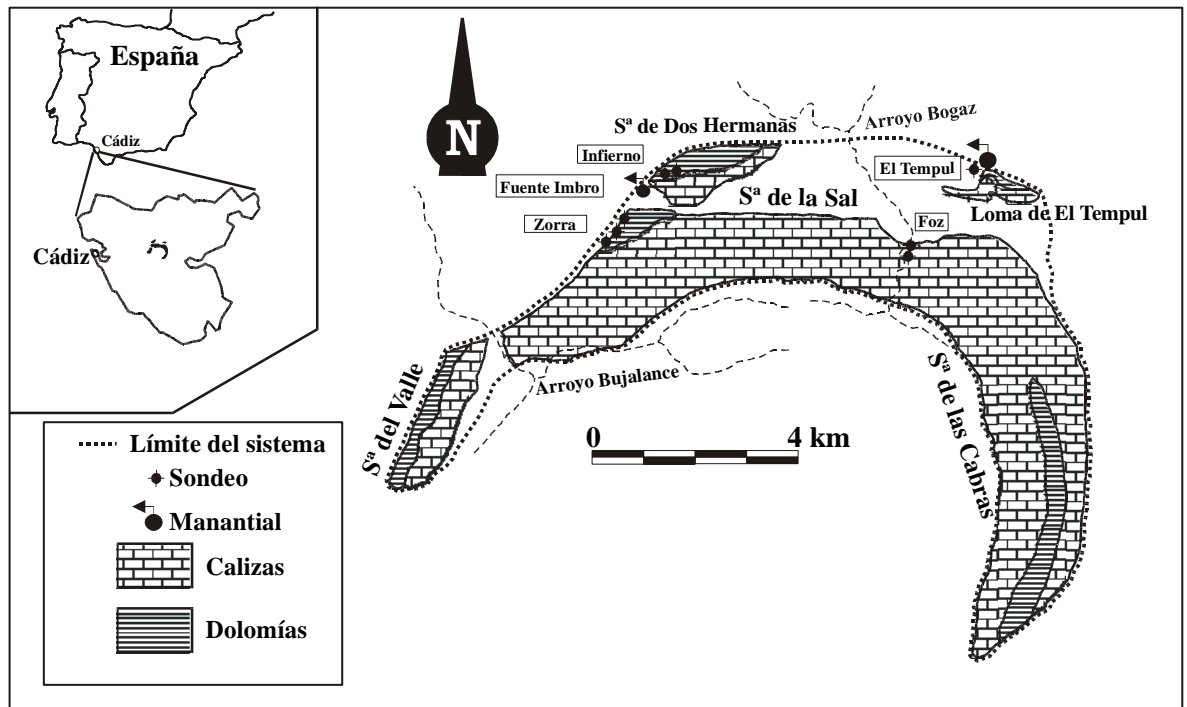 España
Cádiz
Cádiz
N
Sª de Dos Hermanas
Arroyo Bogaz
Infierno
El Tempul
Fuente Imbro
Sª de la Sal
Loma de El Tempul
Zorra
Foz
Sª del Valle
Arroyo Bujalance
Sª de las Cabras
0 4 km
Límite del sistema
Sondeo
Manantial
Calizas
Dolomías